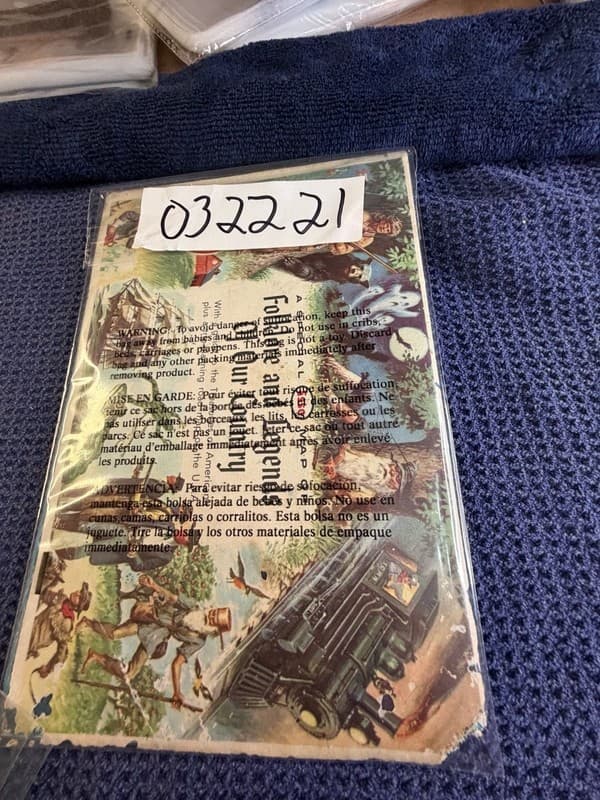 032221
WARNING: To avoid danger of suffocation, keep this
bag away from babies and children. Do not use in cribs,
beds, carriages or playpens. This bag is not a toy. Discard
bag and any other packing materials immediately after
removing product.
MISE EN GARDE: Pour éviter tout risque de suffocation,
tenir ce sac hors de la portée des bébés et des enfants. Ne
pas utiliser dans les berceaux, les lits, les carrosses ou les
parcs. Ce sac n'est pas un jouet. Jeter ce sac ou tout autre
matériau d'emballage immédiatement après avoir enlevé
les produits.
ADVERTENCIA: Para evitar riesgo de sofocación,
mantenga esta bolsa alejada de bebés y niños. No use en
cunas, camas, carriolas o corralitos. Esta bolsa no es un
juguete. Tire la bolsa y los otros materiales de empaque
immediatamente.
A SPECIAL Esso MAP OF
Folklore and Legends
Of Our Country